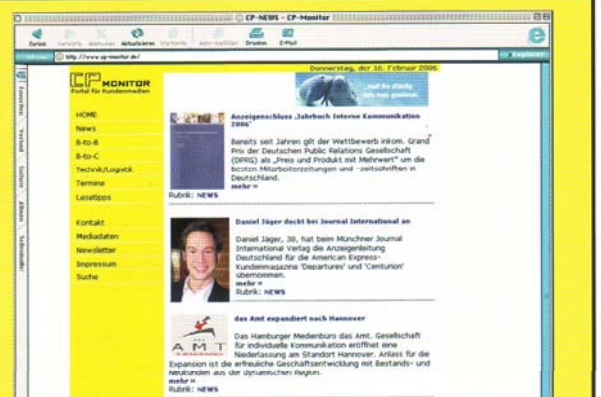 CP-NEWS - CP-Monitor
Zurück
Aktualisieren
Startseite
Drucken
E-Mail
http://www.cp-monitor.de/
Favoriten
Verlauf
Suchen
Donnerstag, der 16. Februar 2006
CP MONITOR
Portal für Kundenmedien
HOME
News
B-to-B
B-to-C
Technik/Logistik
Termine
Lesetipps
Kontakt
Mediadaten
Newsletter
Impressum
Suche
Anzeigenschluss 'Jahrbuch Interne Kommunikation
2006'
Bereits seit Jahren gilt der Wettbewerb inkom. Grand
Prix der Deutschen Public Relations Gesellschaft
(DPRG) als „Preis und Produkt mit Mehrwert“ um die
besten Mitarbeiterzeitungen und -zeitschriften in
Deutschland.
mehr »
Rubrik: NEWS
Daniel Jäger dockt bei Journal International an
Daniel Jäger, 38, hat beim Münchner Journal
International Verlag die Anzeigenleitung
Deutschland für die American Express-
Kundenmagazine 'Departures' und 'Centurion'
übernommen.
mehr »
Rubrik: NEWS
AMT
das Amt expandiert nach Hannover
Das Hamburger Medienbüro das Amt. Gesellschaft
für individuelle Kommunikation eröffnet eine
Niederlassung am Standort Hannover. Anlass für die
Expansion ist die erfreuliche Geschäftsentwicklung mit Bestands- und
Neukunden aus der dynamischen Region.
mehr »
Rubrik: NEWS